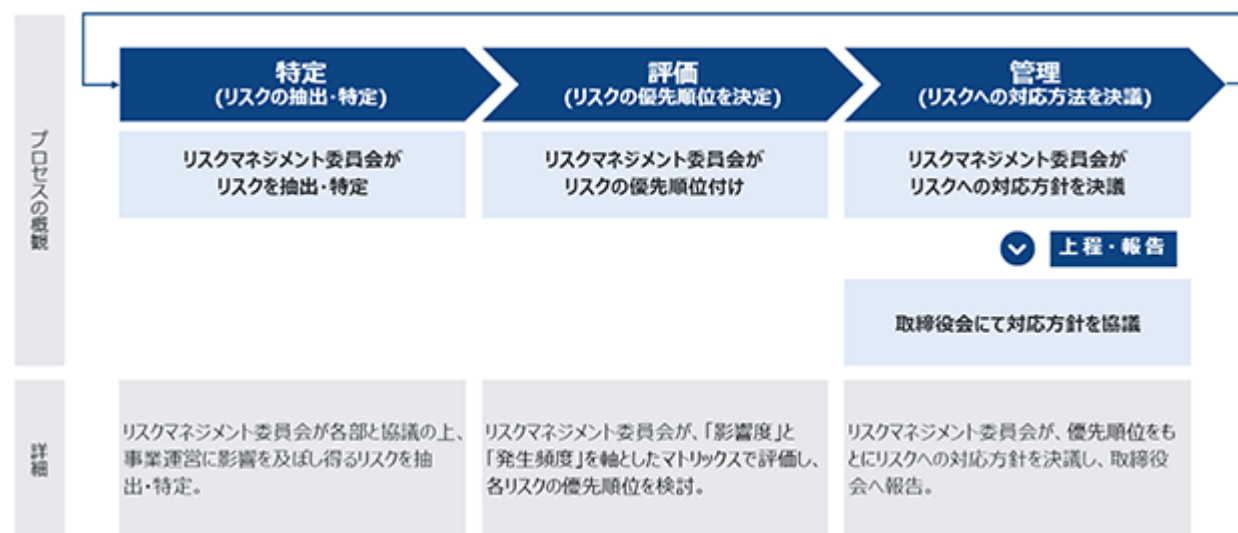 プロセスの概観
特定
(リスクの抽出・特定)
評価
(リスクの優先順位を決定)
管理
(リスクへの対応方法を決議)
リスクマネジメント委員会が
リスクを抽出・特定
リスクマネジメント委員会が
リスクの優先順位付け
リスクマネジメント委員会が
リスクへの対応方針を決議
上程・報告
取締役会にて対応方針を協議
詳細
リスクマネジメント委員会が各部と協議の上、
事業運営に影響を及ぼし得るリスクを抽
出・特定。
リスクマネジメント委員会が、「影響度」と
「発生頻度」を軸としたマトリックスで評価し、
各リスクの優先順位を検討。
リスクマネジメント委員会が、優先順位をも
とにリスクへの対応方針を決議し、取締役
会へ報告。